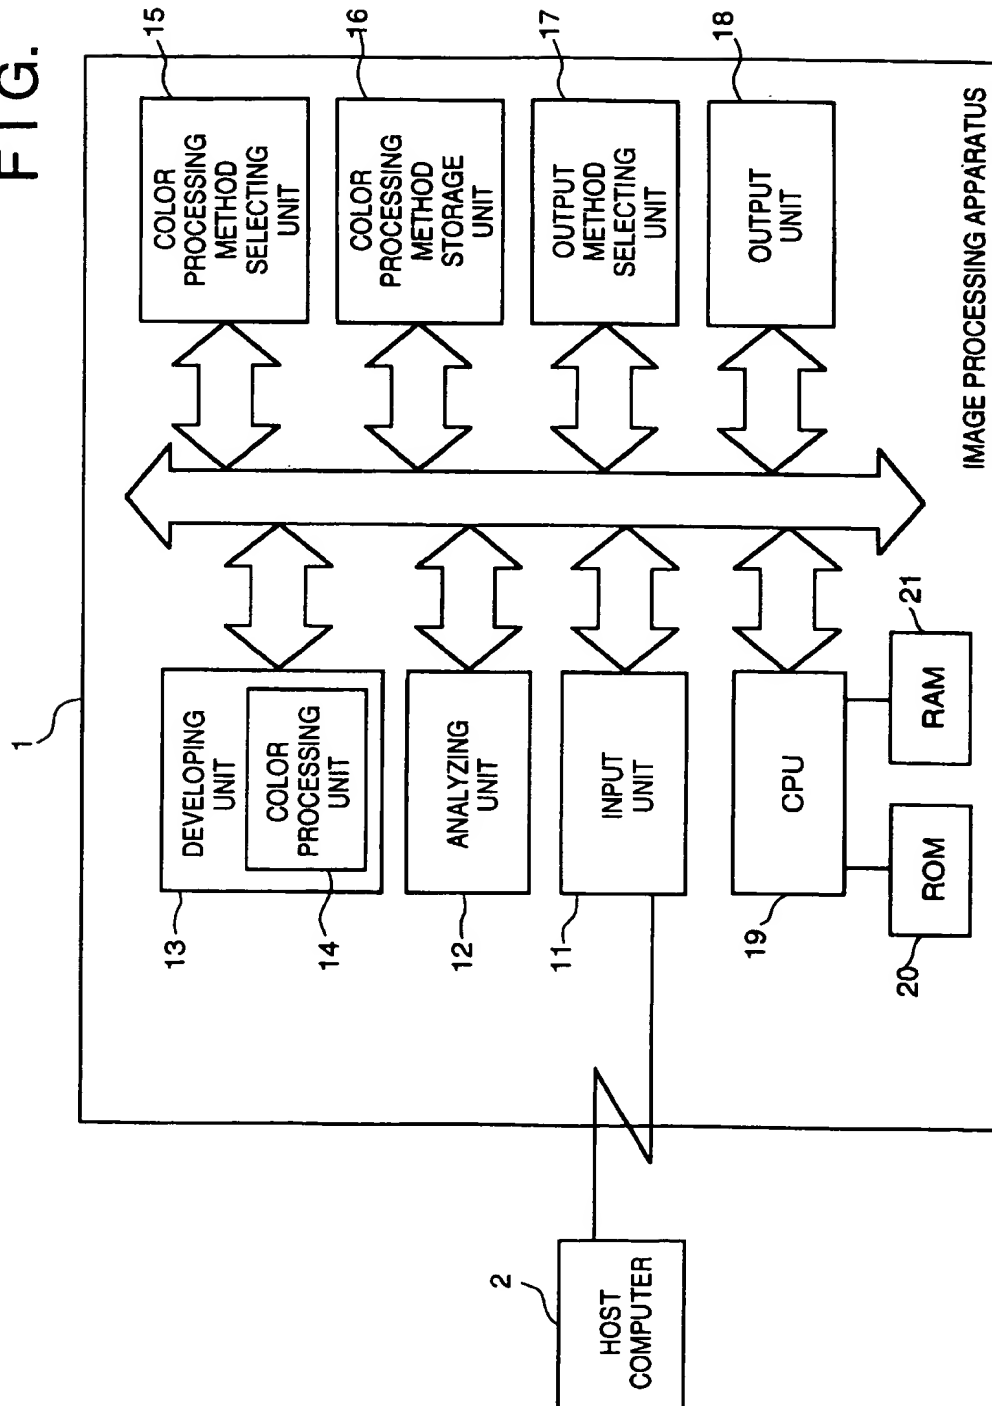 FIG.
1
13
DEVELOPING
UNIT
14
COLOR
PROCESSING
UNIT
12
ANALYZING
UNIT
11
INPUT
UNIT
19
CPU
20
ROM
21
RAM
15
COLOR
PROCESSING
METHOD
SELECTING
UNIT
16
COLOR
PROCESSING
METHOD
STORAGE
UNIT
17
OUTPUT
METHOD
SELECTING
UNIT
18
OUTPUT
UNIT
IMAGE PROCESSING APPARATUS
2
HOST
COMPUTER